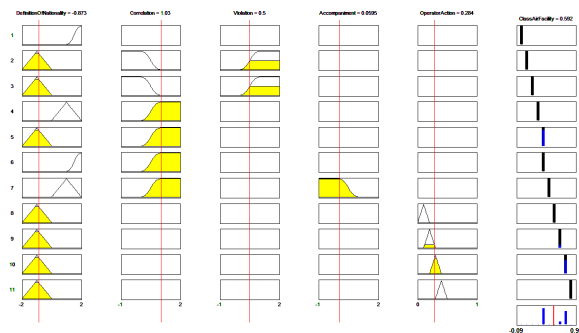 DefinitionOfNationality = -0.873
Correlation = 1.03
Violation = 0.5
Accompaniment = 0.0595
OperatorAction = 0.284
ClassAirFacility = 0.592
1
2
3
4
5
6
7
8
9
10
11
-2 2
-1 2
-1 2
-1 2
0 1
-0.09 0.9